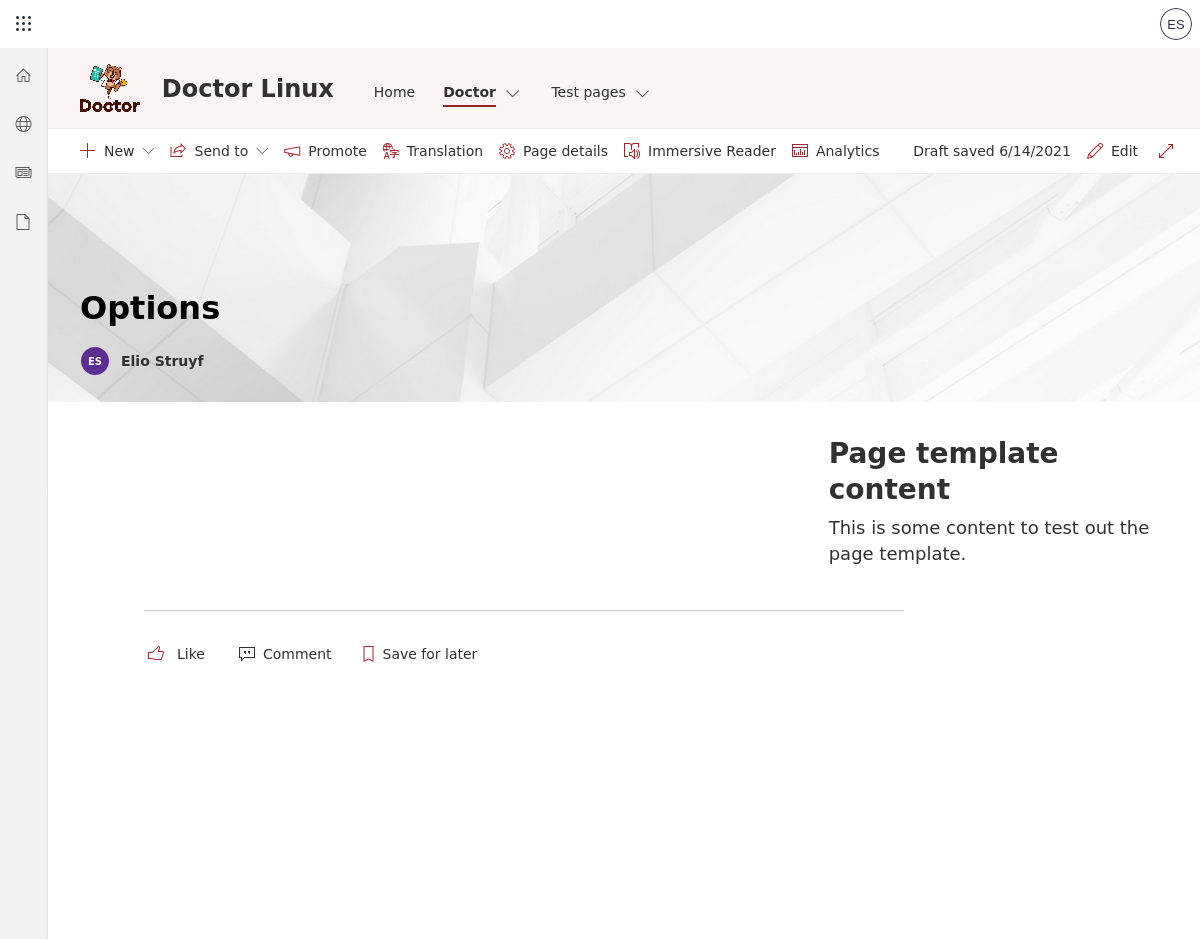 ES
Doctor
Doctor Linux
Home Doctor Test pages
New Send to Promote Translation Page details Immersive Reader Analytics Draft saved 6/14/2021 Edit
Options
ES Elio Struyf
Page template
content
This is some content to test out the
page template.
Like Comment Save for later